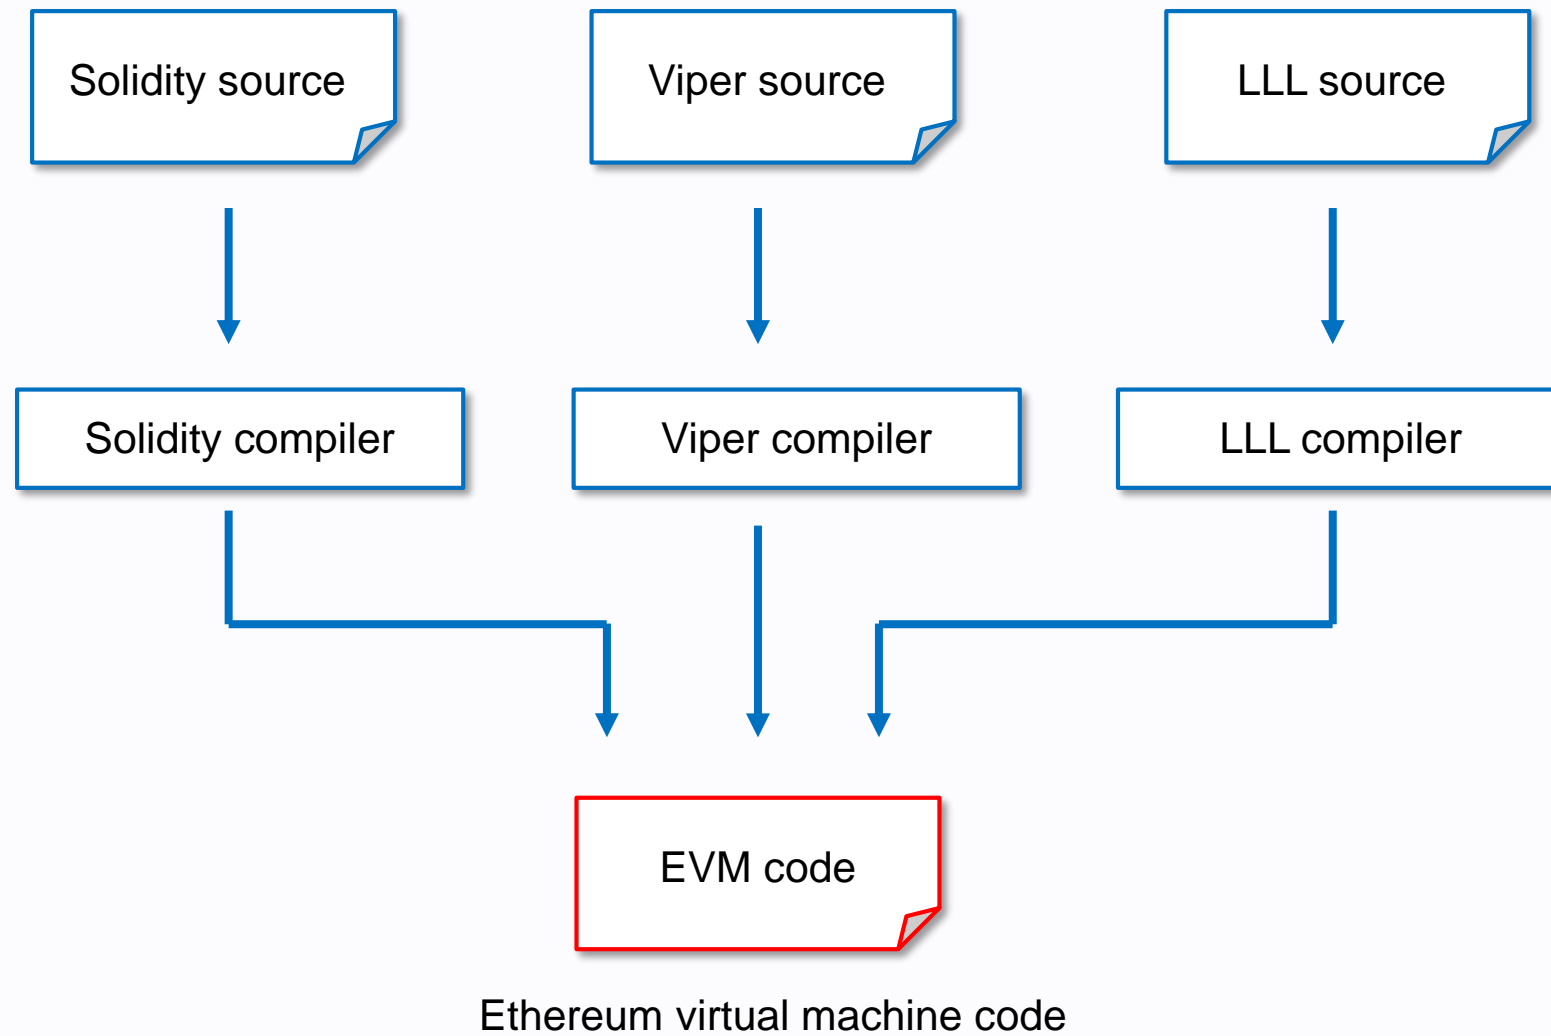 Solidity source
Viper source
LLL source
Solidity compiler
Viper compiler
LLL compiler
EVM code
Ethereum virtual machine code